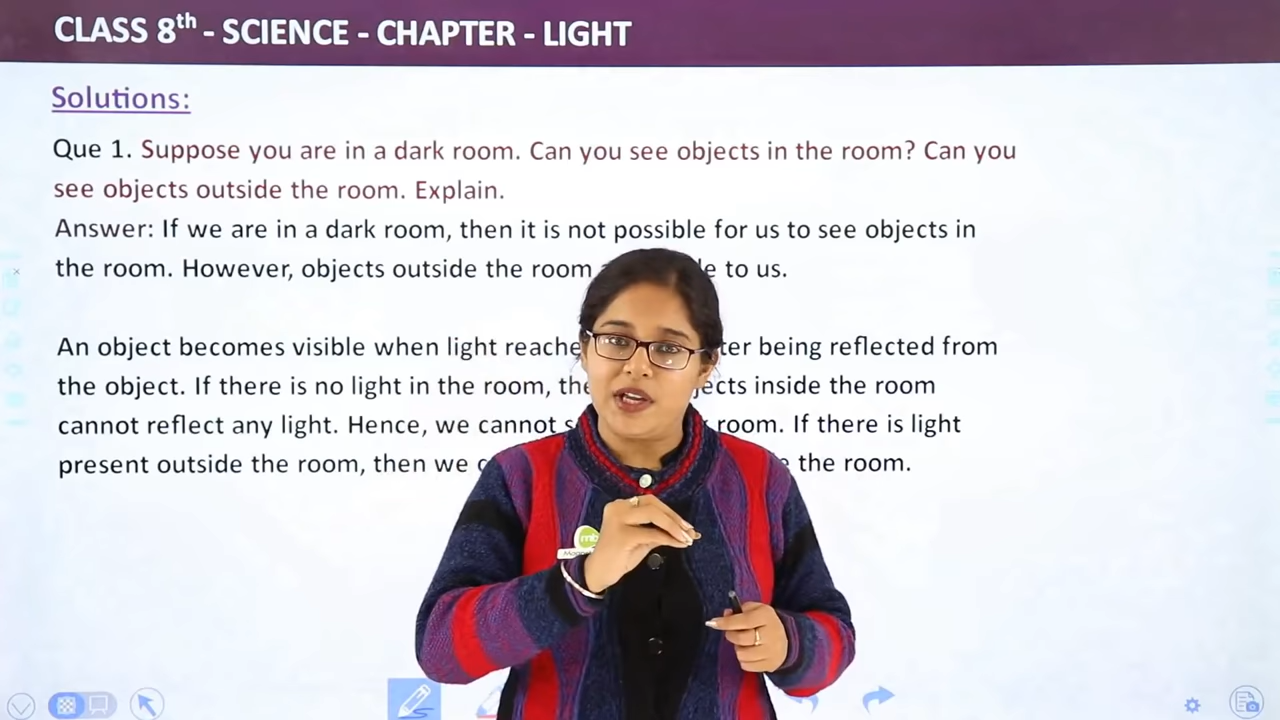 CLASS 8th - SCIENCE - CHAPTER - LIGHT
Solutions:
Que 1. Suppose you are in a dark room. Can you see objects in the room? Can you
see objects outside the room. Explain.
Answer: If we are in a dark room, then it is not possible for us to see objects in
the room. However, objects outside the room to us.
An object becomes visible when light being reflected from
the object. If there is no light in the room, inside the room
cannot reflect any light. Hence, we cannot room. If there is light
present outside the room, then we the room.
mb